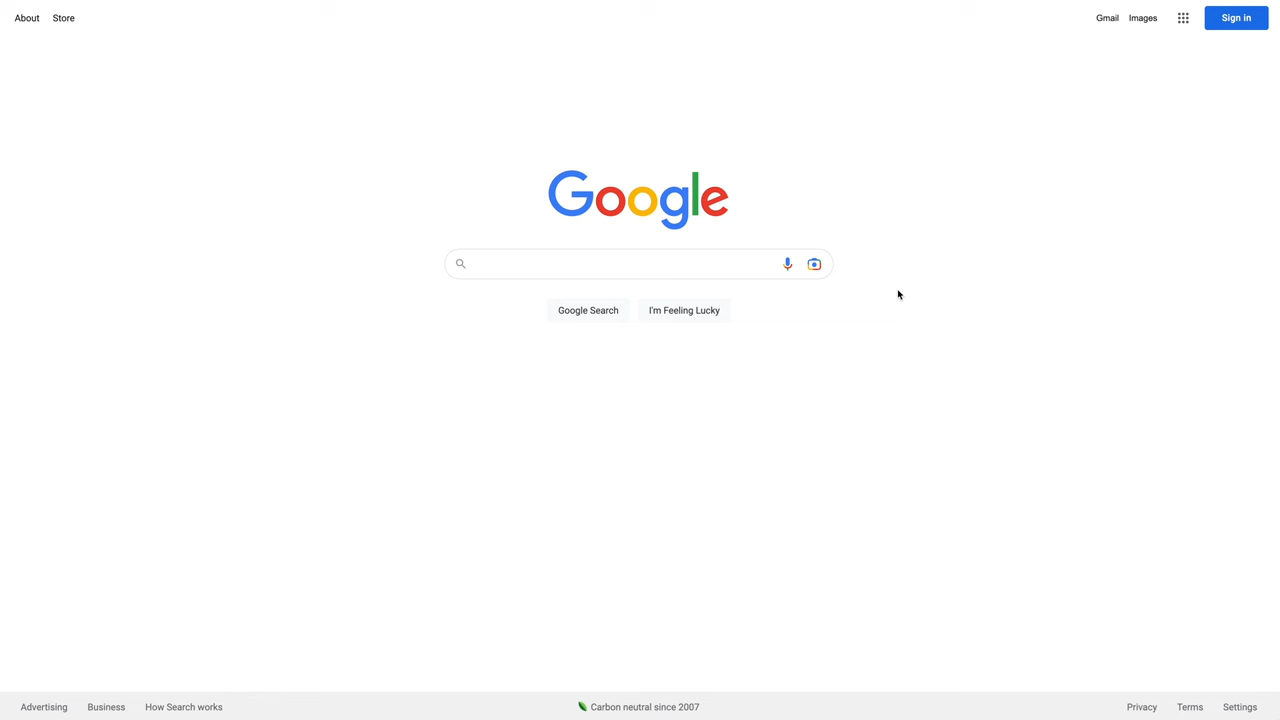 About Store Gmail Images Sign in
Google
Google Search I'm Feeling Lucky
Advertising Business How Search works Carbon neutral since 2007 Privacy Terms Settings